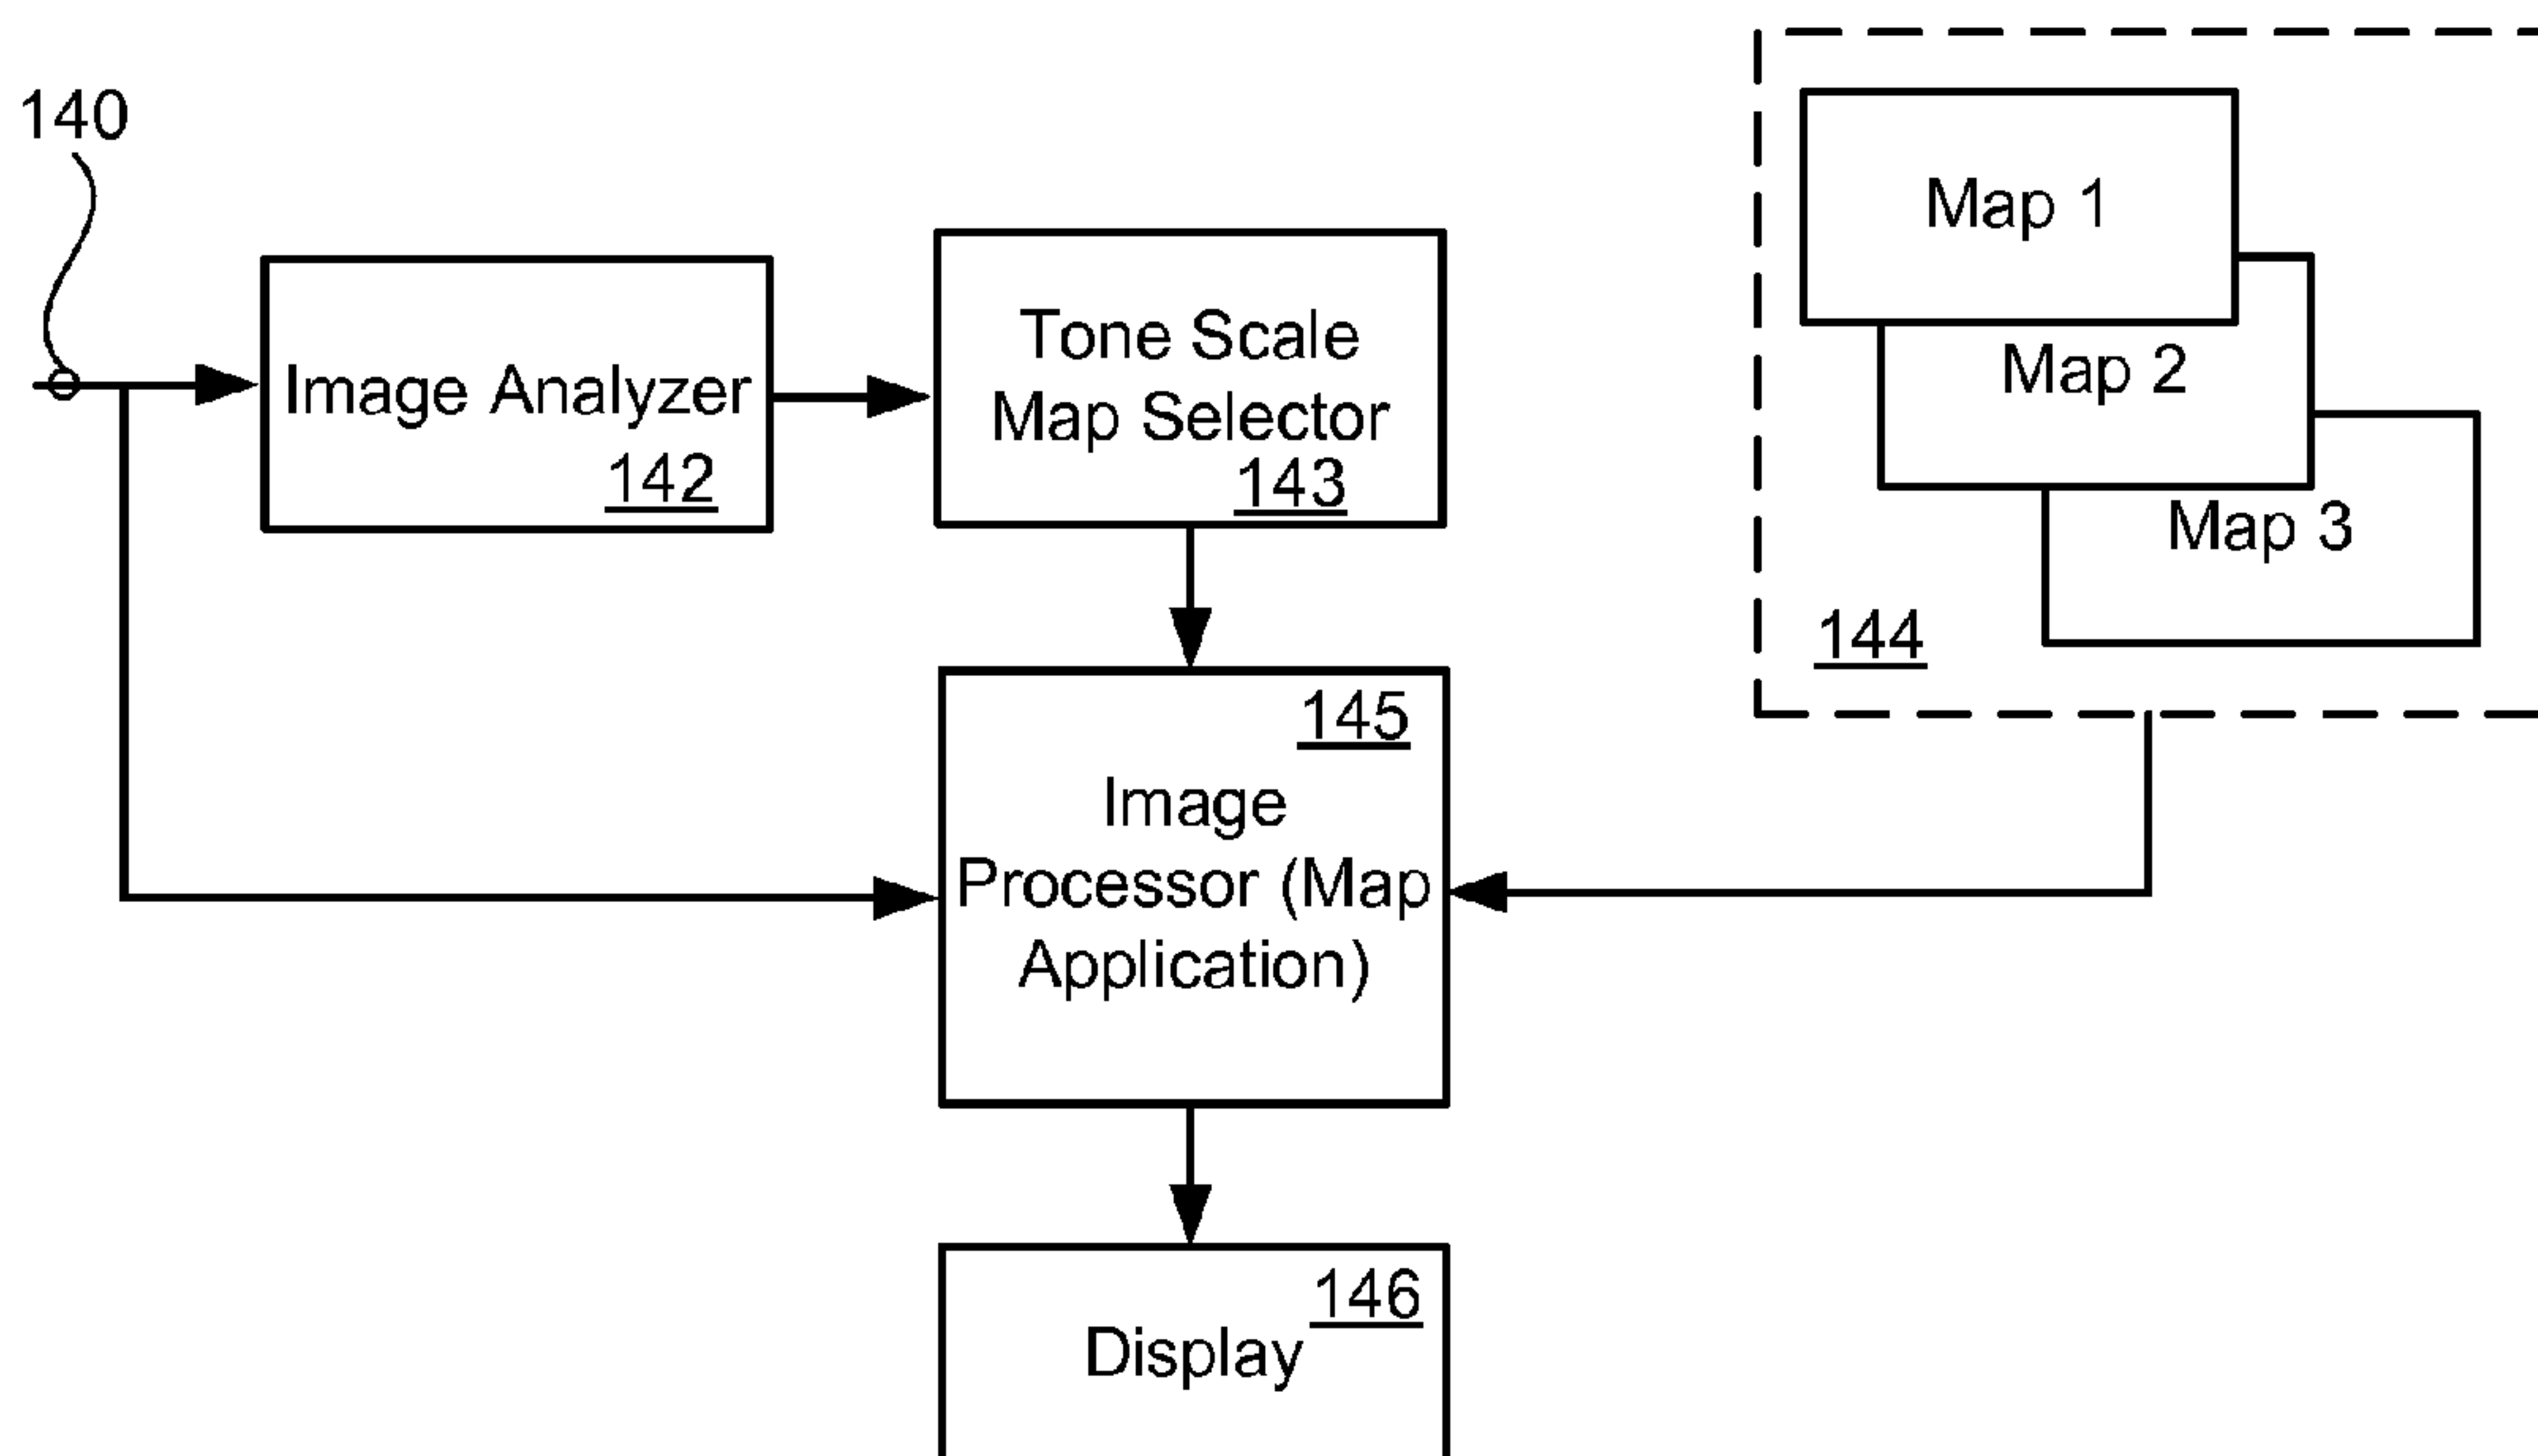 140
Image Analyzer
142
Tone Scale
Map Selector
143
Map 1
Map 2
Map 3
144
145
Image
Processor (Map
Application)
146
Display